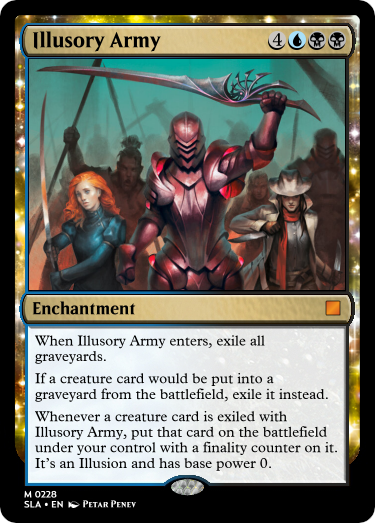 Illusory Army 4
Enchantment
When Illusory Army enters, exile all
graveyards.
If a creature card would be put into a
graveyard from the battlefield, exile it instead.
Whenever a creature card is exiled with
Illusory Army, put that card on the battlefield
under your control with a finality counter on it.
It's an Illusion and has base power 0.
M 0228
SLA • EN Petar Penev